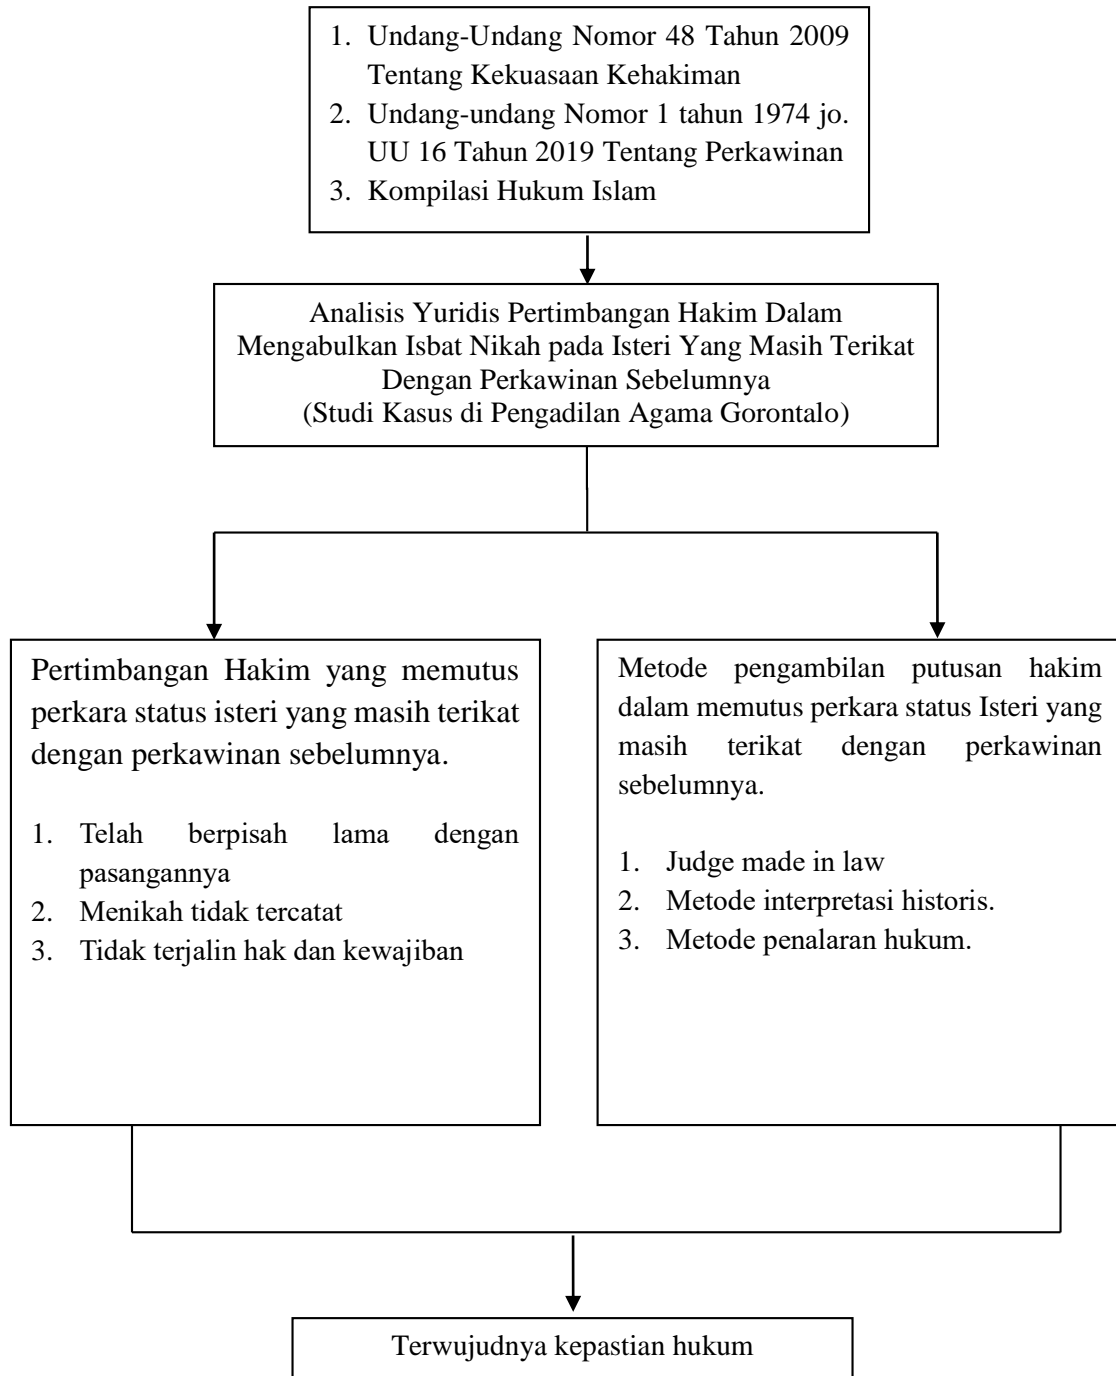 1. Undang-Undang Nomor 48 Tahun 2009
Tentang Kekuasaan Kehakiman
2. Undang-undang Nomor 1 tahun 1974 jo.
UU 16 Tahun 2019 Tentang Perkawinan
3. Kompilasi Hukum Islam
Analisis Yuridis Pertimbangan Hakim Dalam
Mengabulkan Isbat Nikah pada Isteri Yang Masih Terikat
Dengan Perkawinan Sebelumnya
(Studi Kasus di Pengadilan Agama Gorontalo)
Pertimbangan Hakim yang memutus
perkara status isteri yang masih terikat
dengan perkawinan sebelumnya.
1. Telah berpisah lama dengan
pasangannya
2. Menikah tidak tercatat
3. Tidak terjalin hak dan kewajiban
Metode pengambilan putusan hakim
dalam memutus perkara status Isteri yang
masih terikat dengan perkawinan
sebelumnya.
1. Judge made in law
2. Metode interpretasi historis.
3. Metode penalaran hukum.
Terwujudnya kepastian hukum